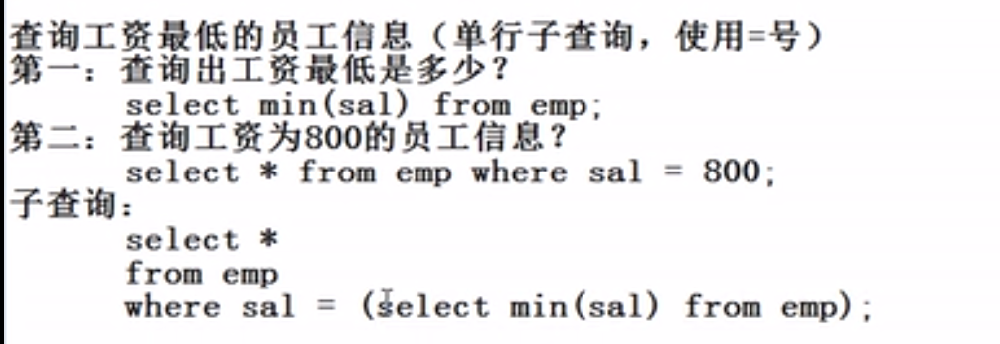 查询工资最低的员工信息（单行子查询，使用=号）
第一：查询出工资最低是多少？
select min(sal) from emp;
第二：查询工资为800的员工信息？
select * from emp where sal = 800;
子查询：
select *
from emp
where sal = (select min(sal) from emp);